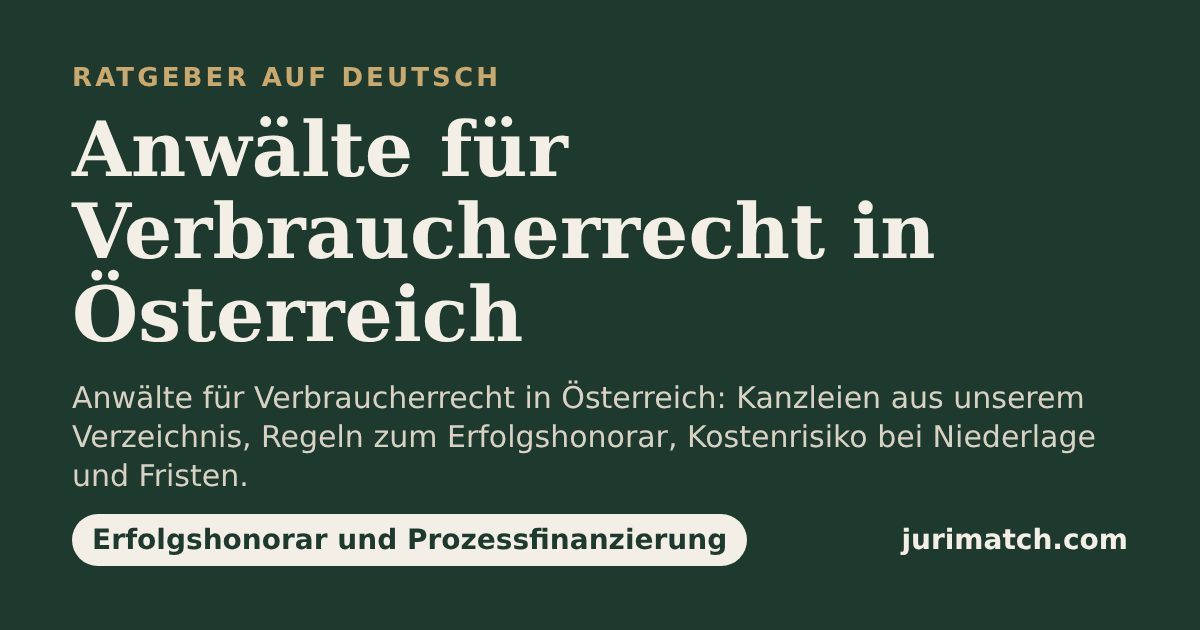 RATGEBER AUF DEUTSCH
Anwälte für
Verbraucherrecht in
Österreich
Anwälte für Verbraucherrecht in Österreich: Kanzleien aus unserem
Verzeichnis, Regeln zum Erfolgshonorar, Kostenrisiko bei Niederlage
und Fristen.
Erfolgshonorar und Prozessfinanzierung
jurimatch.com